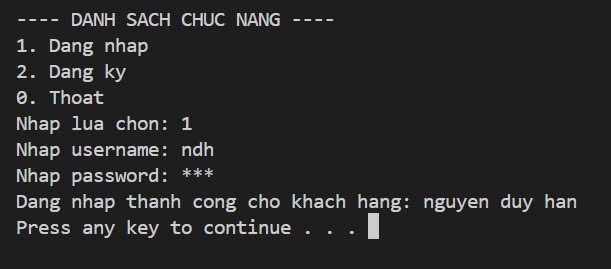 ---- DANH SACH CHUC NANG ----
1. Dang nhap
2. Dang ky
0. Thoat
Nhap lua chon: 1
Nhap username: ndh
Nhap password: ***
Dang nhap thanh cong cho khach hang: nguyen duy han
Press any key to continue . . .